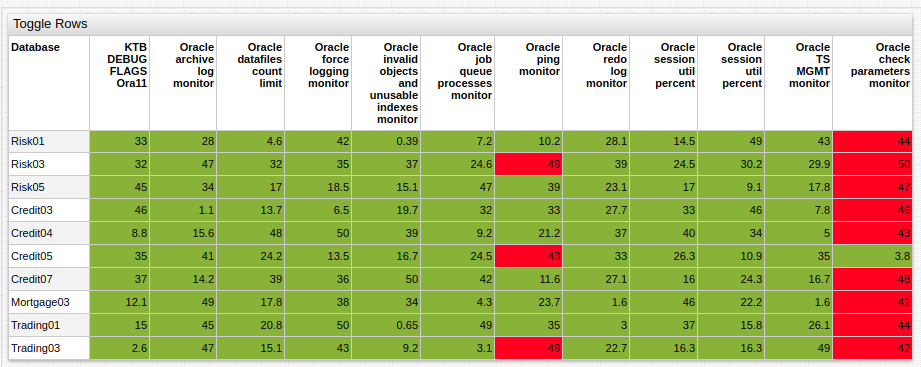 Toggle Rows
Database KTB DEBUG FLAGS Ora11 Oracle archive log monitor Oracle datafiles count limit Oracle force logging monitor Oracle invalid objects and unusable indexes monitor Oracle job queue processes monitor Oracle ping monitor Oracle redo log monitor Oracle session util percent Oracle session util percent Oracle TS MGMT monitor Oracle check parameters monitor
Risk01 33 28 4.6 42 0.39 7.2 10.2 28.1 14.5 49 43 44
Risk03 32 47 32 35 37 24.6 49 39 24.5 30.2 29.9 50
Risk05 45 34 17 18.5 15.1 47 39 23.1 17 9.1 17.8 47
Credit03 46 1.1 13.7 6.5 19.7 32 33 27.7 33 46 7.8 46
Credit04 8.8 15.6 48 50 39 9.2 21.2 37 40 34 5 43
Credit05 35 41 24.2 13.5 16.7 24.5 43 33 26.3 10.9 35 3.8
Credit07 37 14.2 39 36 50 42 11.6 27.1 16 24.3 16.7 48
Mortgage03 12.1 49 17.8 38 34 4.3 23.7 1.6 46 22.2 1.6 41
Trading01 15 45 20.8 50 0.65 49 35 3 37 15.8 26.1 44
Trading03 2.6 47 15.1 43 9.2 3.1 49 22.7 16.3 16.3 49 42